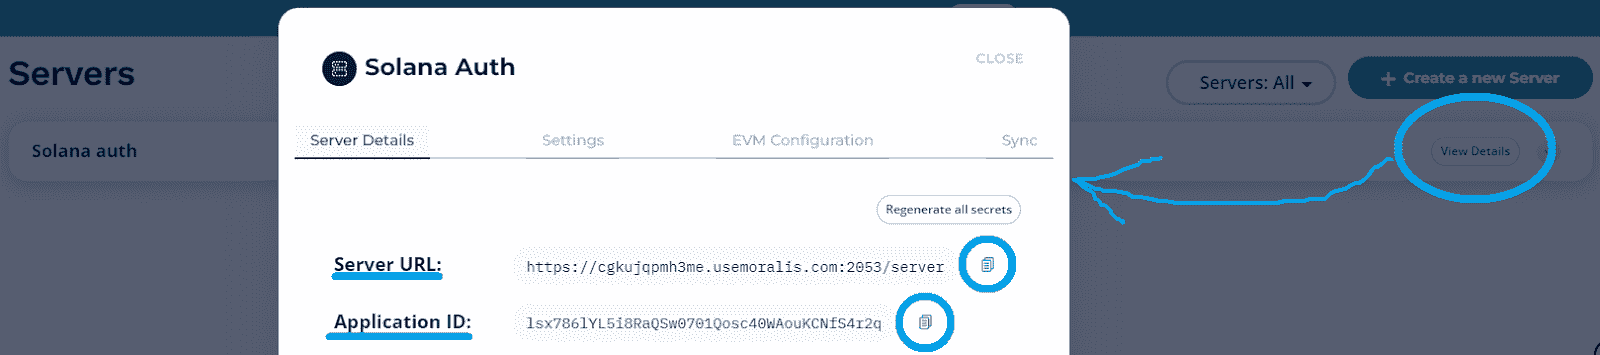 Servers
Solana Auth
CLOSE
Servers: All
+ Create a new Server
Server Details
Settings
EVM Configuration
Sync
Solana auth
View Details
Regenerate all secrets
Server URL:
https://cgkujqpmh3me.usemoralis.com:2053/server
Application ID:
lsx786lYL5i8RaQSw0701Qosc40WAouKCNfS4r2q